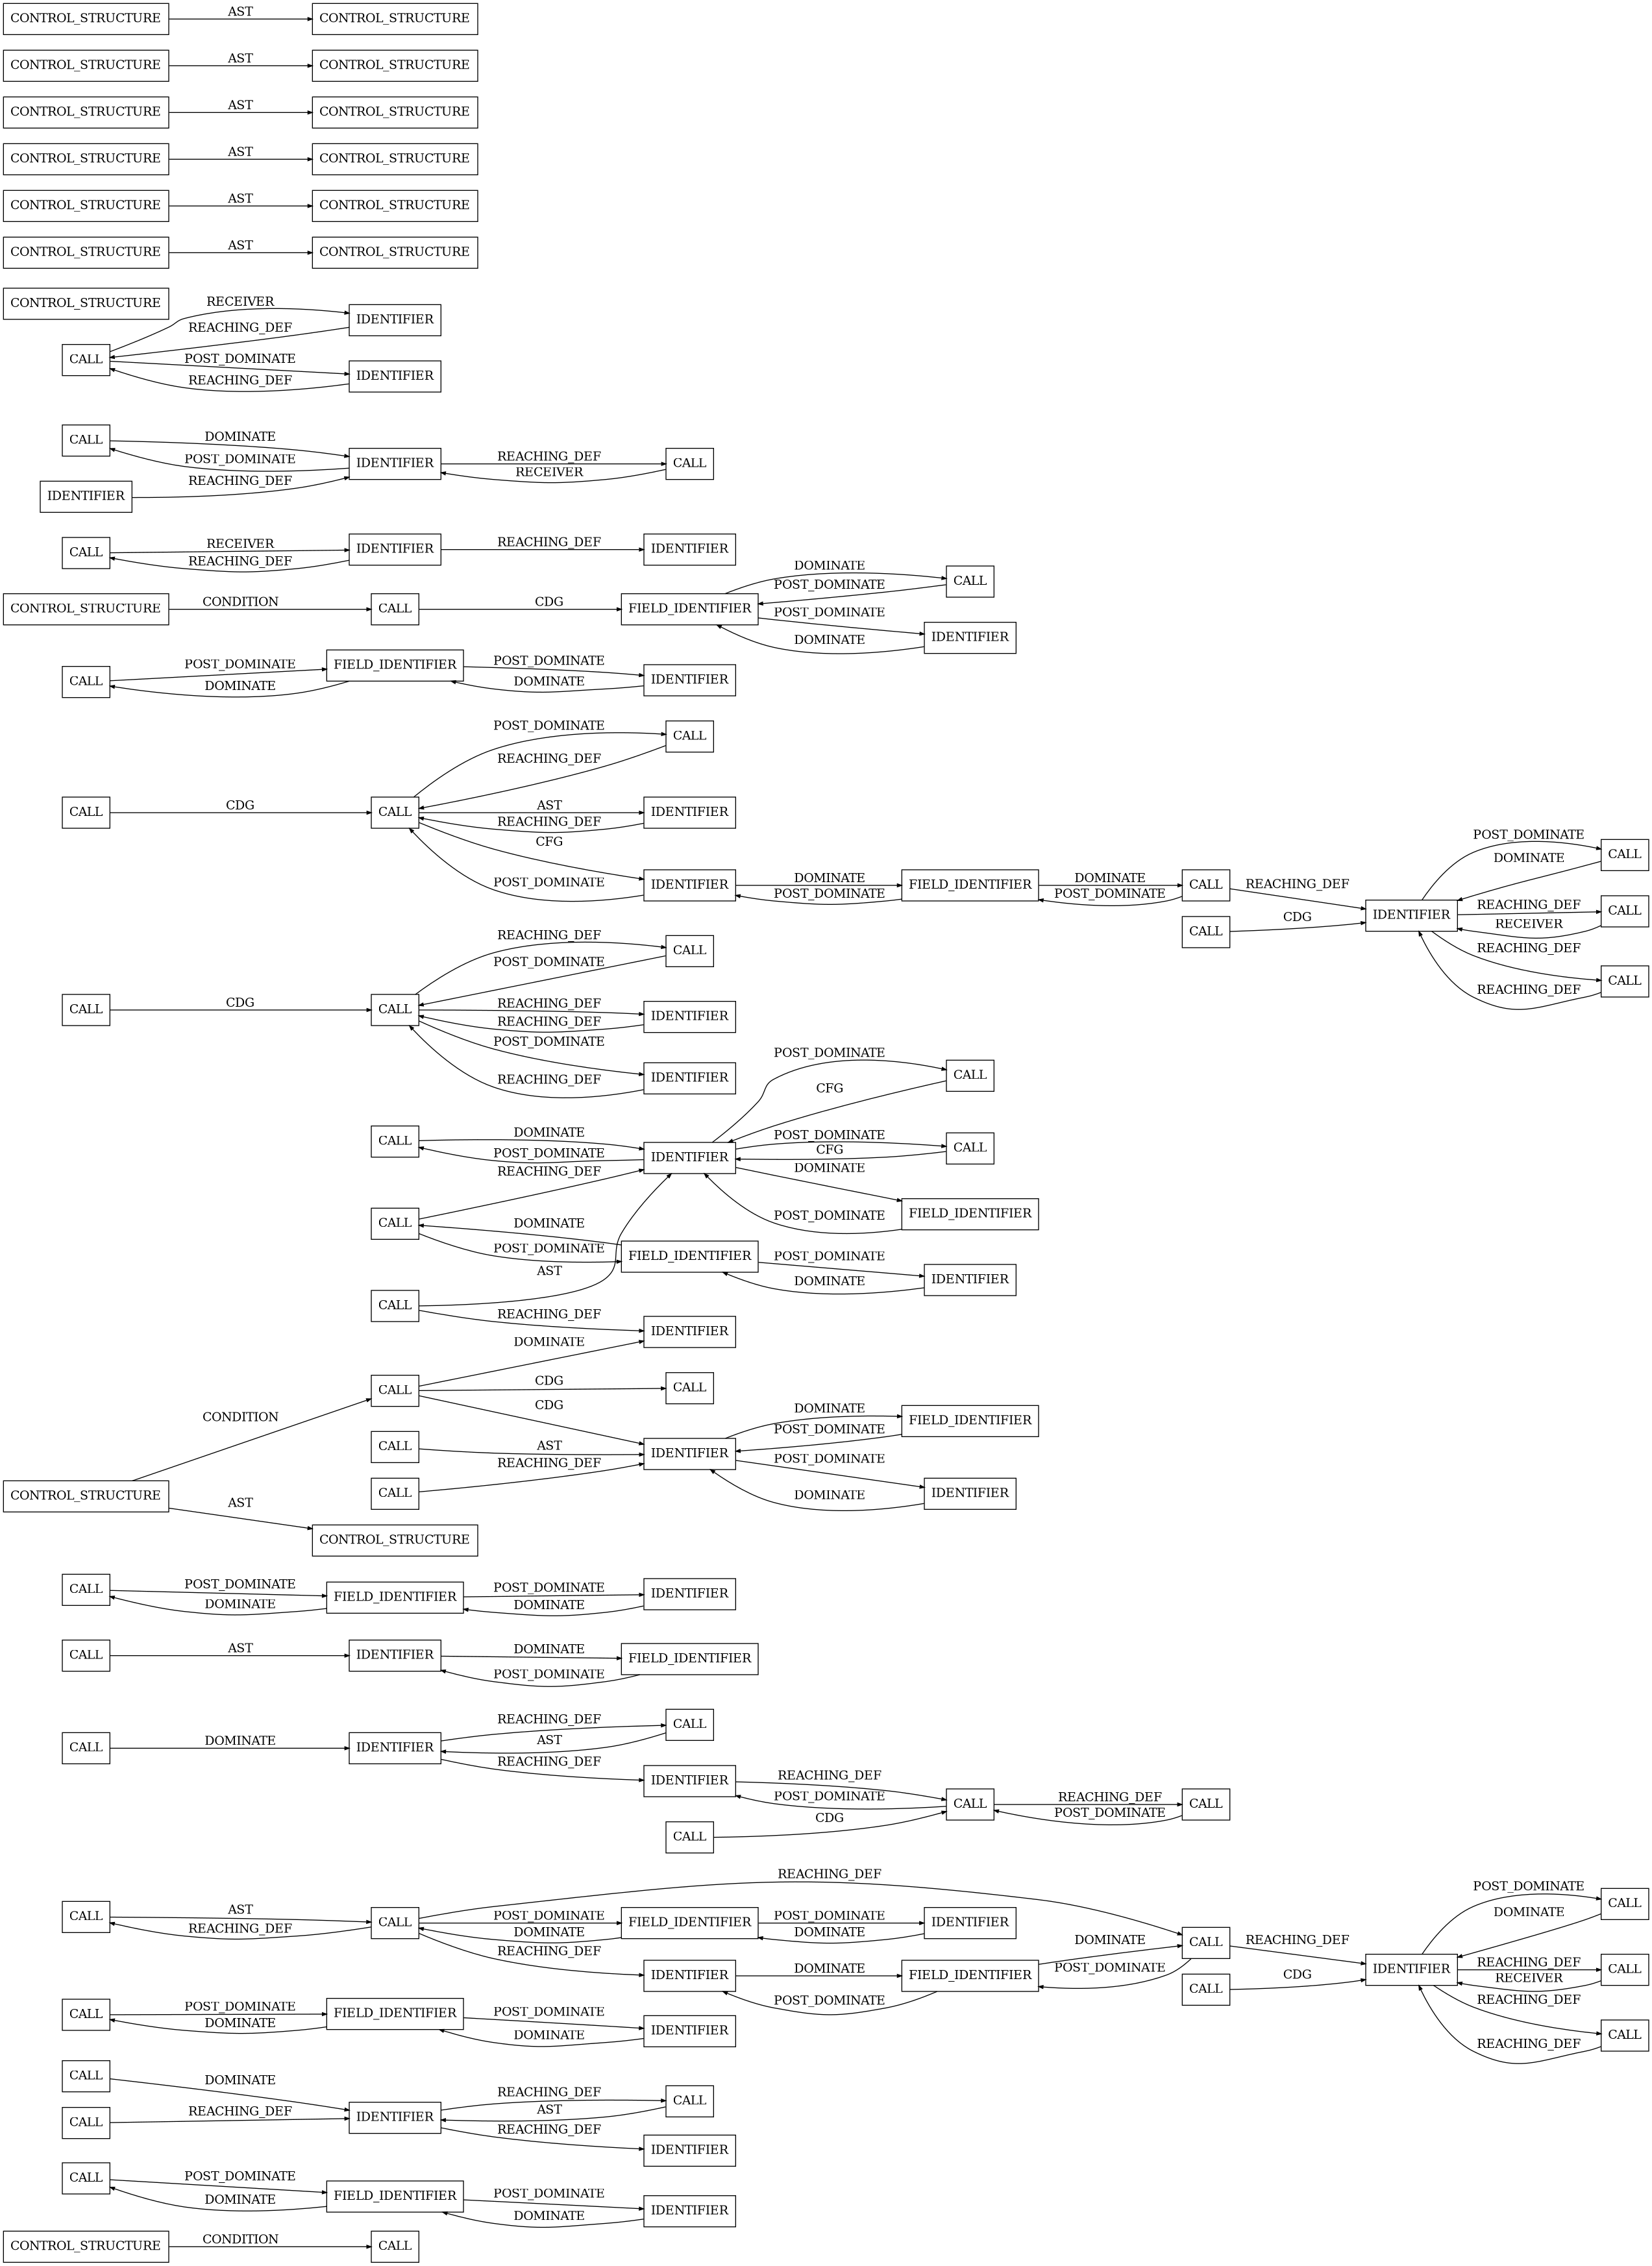 CONTROL_STRUCTURE AST CONTROL_STRUCTURE
CONTROL_STRUCTURE AST CONTROL_STRUCTURE
CONTROL_STRUCTURE AST CONTROL_STRUCTURE
CONTROL_STRUCTURE AST CONTROL_STRUCTURE
CONTROL_STRUCTURE AST CONTROL_STRUCTURE
CONTROL_STRUCTURE AST CONTROL_STRUCTURE
CONTROL_STRUCTURE RECEIVER
IDENTIFIER
REACHING_DEF
CALL POST_DOMINATE
IDENTIFIER
REACHING_DEF
CALL DOMINATE
POST_DOMINATE IDENTIFIER REACHING_DEF CALL
RECEIVER
REACHING_DEF
IDENTIFIER
CALL RECEIVER IDENTIFIER REACHING_DEF IDENTIFIER
REACHING_DEF
DOMINATE
CALL
POST_DOMINATE
CONTROL_STRUCTURE CONDITION CALL CDG FIELD_IDENTIFIER POST_DOMINATE
IDENTIFIER
DOMINATE
POST_DOMINATE FIELD_IDENTIFIER POST_DOMINATE
CALL DOMINATE DOMINATE IDENTIFIER
POST_DOMINATE CALL
REACHING_DEF
CALL CDG CALL AST IDENTIFIER
REACHING_DEF
CFG POST_DOMINATE
CALL
DOMINATE
POST_DOMINATE IDENTIFIER DOMINATE FIELD_IDENTIFIER DOMINATE CALL REACHING_DEF
POST_DOMINATE POST_DOMINATE
IDENTIFIER REACHING_DEF CALL
CALL CDG RECEIVER
REACHING_DEF
CALL
REACHING_DEF
REACHING_DEF CALL
POST_DOMINATE
CALL CDG CALL REACHING_DEF IDENTIFIER
REACHING_DEF
POST_DOMINATE
REACHING_DEF IDENTIFIER
POST_DOMINATE
CALL
CFG
CALL DOMINATE POST_DOMINATE CALL
POST_DOMINATE IDENTIFIER CFG
REACHING_DEF DOMINATE
CALL DOMINATE POST_DOMINATE FIELD_IDENTIFIER
POST_DOMINATE FIELD_IDENTIFIER POST_DOMINATE
AST DOMINATE IDENTIFIER
CALL REACHING_DEF
IDENTIFIER
DOMINATE
CALL CDG CALL
CDG
CONDITION DOMINATE FIELD_IDENTIFIER
POST_DOMINATE
CALL AST IDENTIFIER
REACHING_DEF POST_DOMINATE
CALL DOMINATE IDENTIFIER
CONTROL_STRUCTURE AST
CONTROL_STRUCTURE
CALL POST_DOMINATE FIELD_IDENTIFIER POST_DOMINATE IDENTIFIER
DOMINATE DOMINATE
CALL AST IDENTIFIER DOMINATE FIELD_IDENTIFIER
POST_DOMINATE
REACHING_DEF CALL
CALL DOMINATE IDENTIFIER AST
REACHING_DEF
IDENTIFIER REACHING_DEF
POST_DOMINATE CALL REACHING_DEF CALL
POST_DOMINATE
CALL CDG
REACHING_DEF
POST_DOMINATE CALL
CALL AST CALL POST_DOMINATE FIELD_IDENTIFIER POST_DOMINATE IDENTIFIER
REACHING_DEF DOMINATE DOMINATE DOMINATE
REACHING_DEF DOMINATE CALL REACHING_DEF
IDENTIFIER DOMINATE FIELD_IDENTIFIER POST_DOMINATE IDENTIFIER REACHING_DEF CALL
CALL CDG RECEIVER
POST_DOMINATE REACHING_DEF
CALL POST_DOMINATE FIELD_IDENTIFIER POST_DOMINATE
DOMINATE DOMINATE IDENTIFIER
CALL
REACHING_DEF
CALL DOMINATE
REACHING_DEF CALL
CALL REACHING_DEF IDENTIFIER AST
REACHING_DEF
IDENTIFIER
CALL POST_DOMINATE
DOMINATE FIELD_IDENTIFIER POST_DOMINATE
DOMINATE IDENTIFIER
CONTROL_STRUCTURE CONDITION CALL